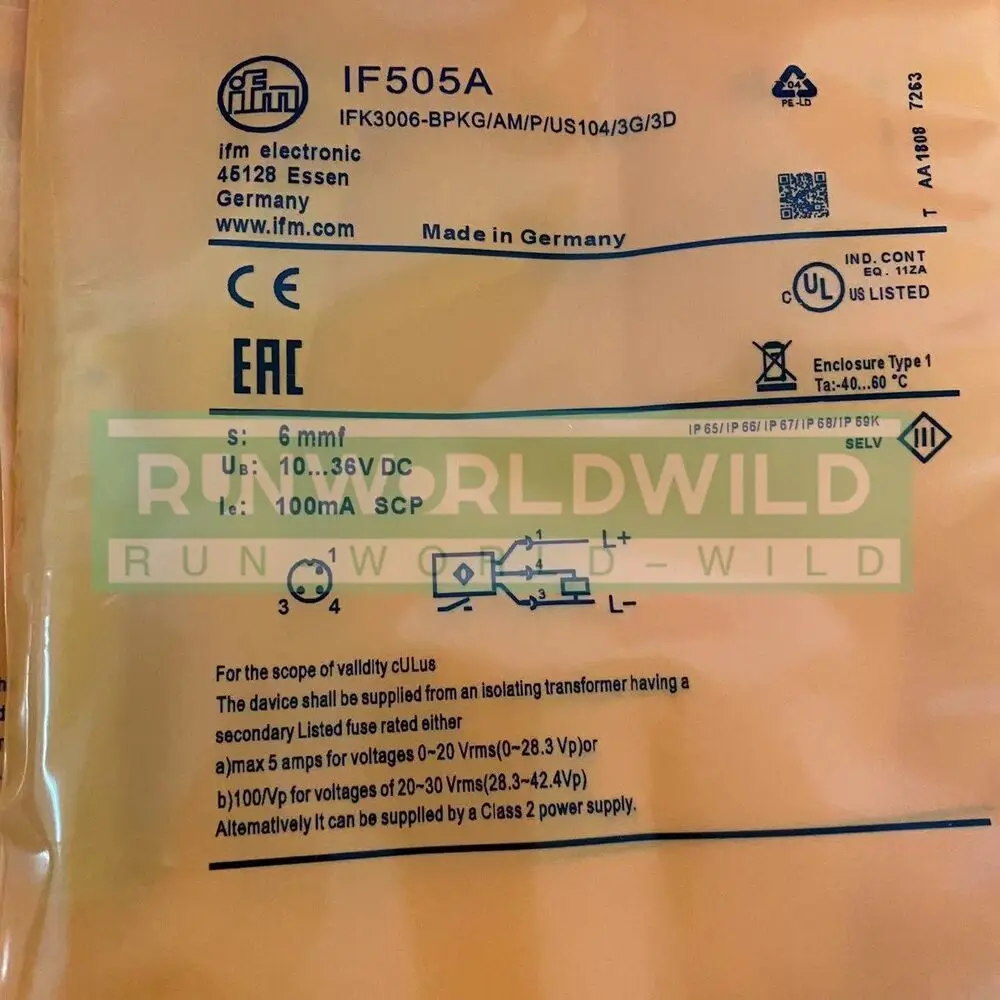 ifm
IF505A
IFK3006-BPKG/AM/P/US104/3G/3D
ifm electronic
45128 Essen
Germany
www.ifm.com
Made in Germany
04
PE-LD
T AA1808 7263
CE
EAC
IND. CONT
EQ. 11ZA
C UL US LISTED
Enclosure Type 1
Ta:-40...60 °C
S: 6 mmf
UB: 10...36V DC
Ie: 100mA SCP
IP 65/ IP 66/ IP 67/ IP 68/ IP 69K
SELV
III
RUNWORLDWILD
RUN-WORLD-WILD
1
3 4
1 L+
4
3 L-
For the scope of validity cULus
The davice shall be supplied from an isolating transformer having a
secondary Listed fuse rated either
a)max 5 amps for voltages 0~20 Vrms(0~28.3 Vp)or
b)100/Vp for voltages of 20~30 Vrms(28.3~42.4Vp)
Altematively It can be supplled by a Class 2 power supply.